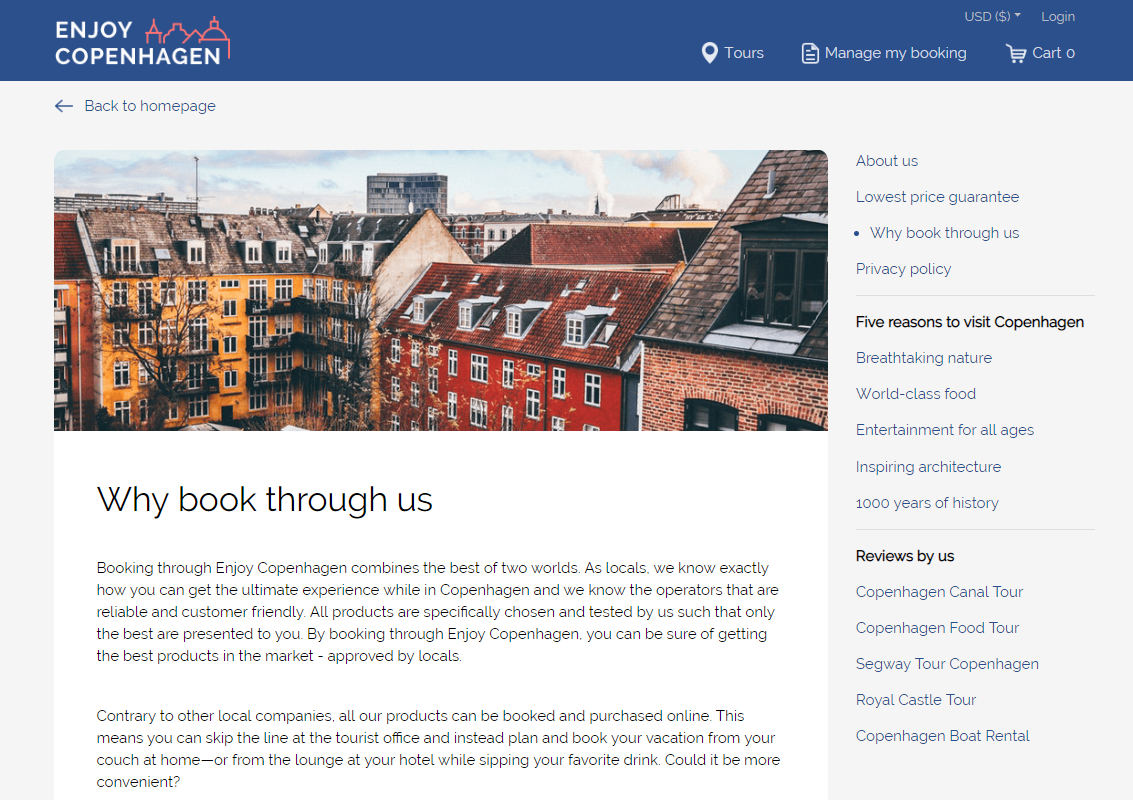 ENJOY
COPENHAGEN
USD ($)
Login
Tours
Manage my booking
Cart 0
Back to homepage
Why book through us
Booking through Enjoy Copenhagen combines the best of two worlds. As locals, we know exactly
how you can get the ultimate experience while in Copenhagen and we know the operators that are
reliable and customer friendly. All products are specifically chosen and tested by us such that only
the best are presented to you. By booking through Enjoy Copenhagen, you can be sure of getting
the best products in the market - approved by locals.
Contrary to other local companies, all our products can be booked and purchased online. This
means you can skip the line at the tourist office and instead plan and book your vacation from your
couch at home—or from the lounge at your hotel while sipping your favorite drink. Could it be more
convenient?
About us
Lowest price guarantee
Why book through us
Privacy policy
Five reasons to visit Copenhagen
Breathtaking nature
World-class food
Entertainment for all ages
Inspiring architecture
1000 years of history
Reviews by us
Copenhagen Canal Tour
Copenhagen Food Tour
Segway Tour Copenhagen
Royal Castle Tour
Copenhagen Boat Rental